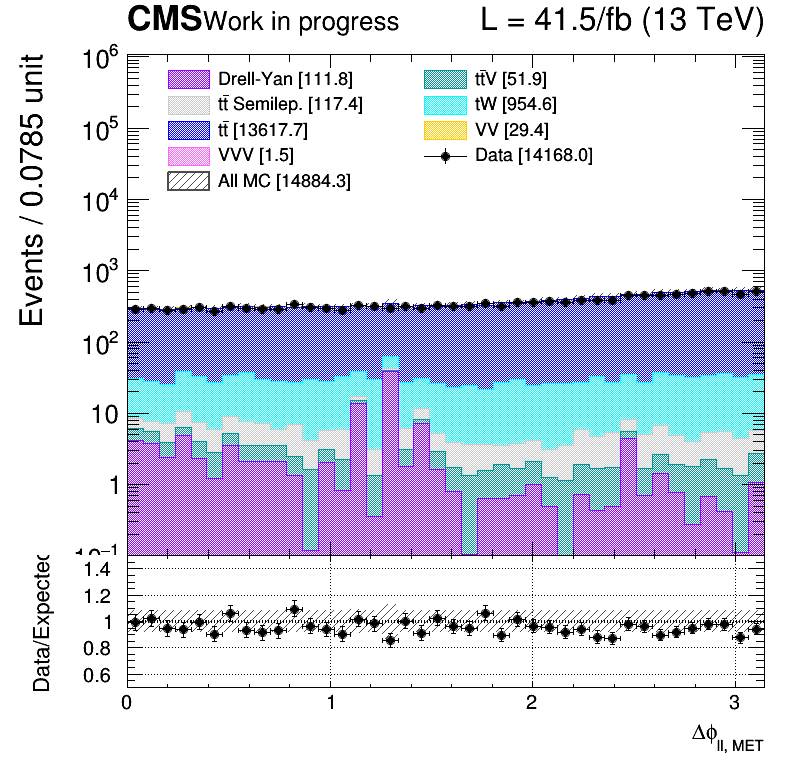 CMS Work in progress L = 41.5/fb (13 TeV)
Events / 0.0785 unit
10⁶
10⁵
10⁴
10³
10²
10
1
10⁻¹
Drell-Yan [111.8]
tt̄ Semilep. [117.4]
tt̄ [13617.7]
VVV [1.5]
All MC [14884.3]
tt̄V [51.9]
tW [954.6]
VV [29.4]
Data [14168.0]
Data/Expected
1.4
1.2
1
0.8
0.6
0 1 2 3
Δϕ_ll, MET